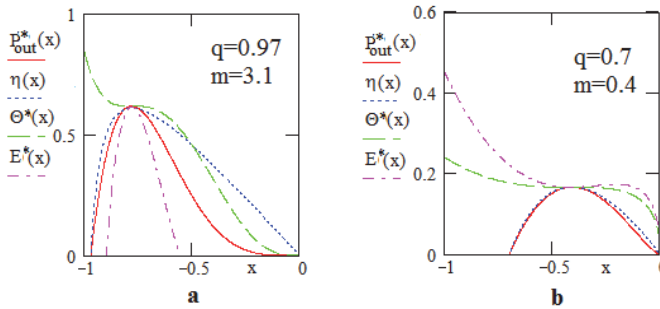 1
P*out(x)
η(x)
Θ*(x)
E*(x)
0.5
0
−1
−0.5
x
0
q=0.97
m=3.1
a
0.6
P*out(x)
η(x)
Θ*(x)
E*(x)
0.4
0.2
0
−1
−0.5
x
0
q=0.7
m=0.4
b